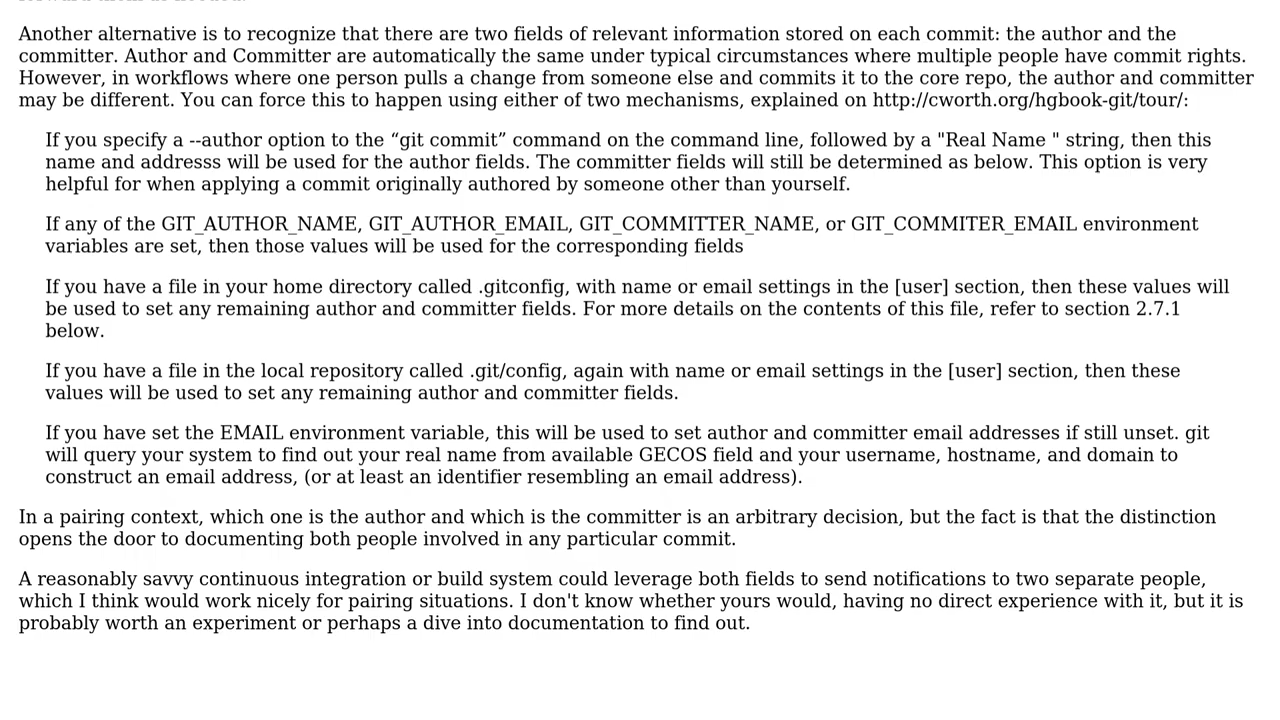 Another alternative is to recognize that there are two fields of relevant information stored on each commit: the author and the
committer. Author and Committer are automatically the same under typical circumstances where multiple people have commit rights.
However, in workflows where one person pulls a change from someone else and commits it to the core repo, the author and committer
may be different. You can force this to happen using either of two mechanisms, explained on http://cworth.org/hgbook-git/tour/:
If you specify a --author option to the “git commit” command on the command line, followed by a "Real Name " string, then this
name and addresss will be used for the author fields. The committer fields will still be determined as below. This option is very
helpful for when applying a commit originally authored by someone other than yourself.
If any of the GIT_AUTHOR_NAME, GIT_AUTHOR_EMAIL, GIT_COMMITTER_NAME, or GIT_COMMITER_EMAIL environment
variables are set, then those values will be used for the corresponding fields
If you have a file in your home directory called .gitconfig, with name or email settings in the [user] section, then these values will
be used to set any remaining author and committer fields. For more details on the contents of this file, refer to section 2.7.1
below.
If you have a file in the local repository called .git/config, again with name or email settings in the [user] section, then these
values will be used to set any remaining author and committer fields.
If you have set the EMAIL environment variable, this will be used to set author and committer email addresses if still unset. git
will query your system to find out your real name from available GECOS field and your username, hostname, and domain to
construct an email address, (or at least an identifier resembling an email address).
In a pairing context, which one is the author and which is the committer is an arbitrary decision, but the fact is that the distinction
opens the door to documenting both people involved in any particular commit.
A reasonably savvy continuous integration or build system could leverage both fields to send notifications to two separate people,
which I think would work nicely for pairing situations. I don't know whether yours would, having no direct experience with it, but it is
probably worth an experiment or perhaps a dive into documentation to find out.